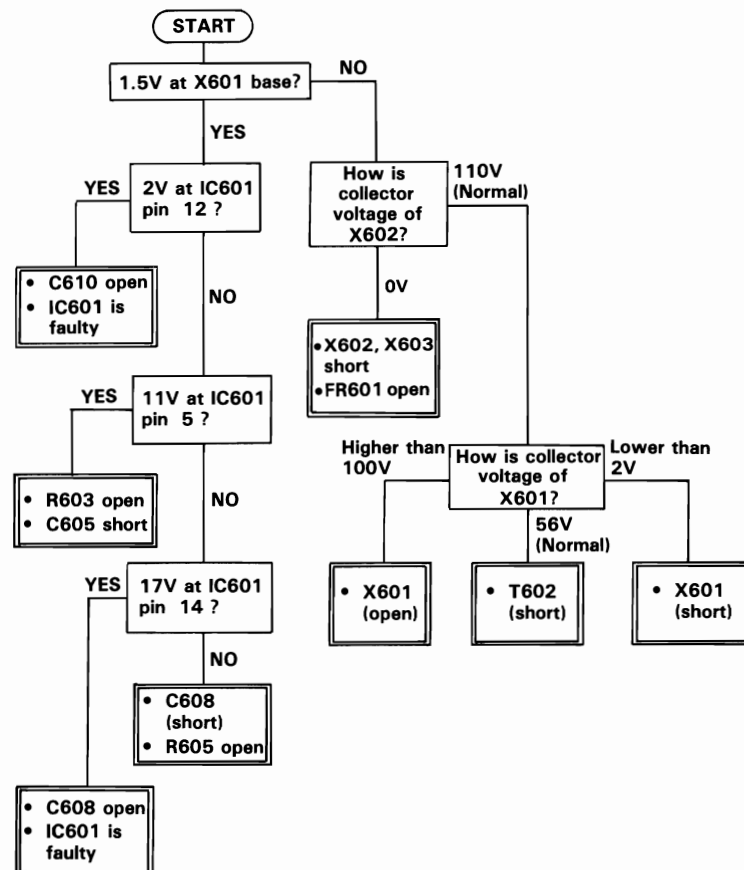 START
1.5V at X601 base?
NO
YES
YES
2V at IC601
pin 12 ?
How is
collector
voltage of
X602?
110V
(Normal)
• C610 open
• IC601 is
faulty
NO
0V
• X602, X603
short
• FR601 open
YES
11V at IC601
pin 5 ?
Higher than
100V
How is collector
voltage of
X601?
Lower than
2V
• R603 open
• C605 short
NO
56V
(Normal)
YES
17V at IC601
pin 14 ?
• X601
(open)
• T602
(short)
• X601
(short)
NO
• C608
(short)
• R605 open
• C608 open
• IC601 is
faulty